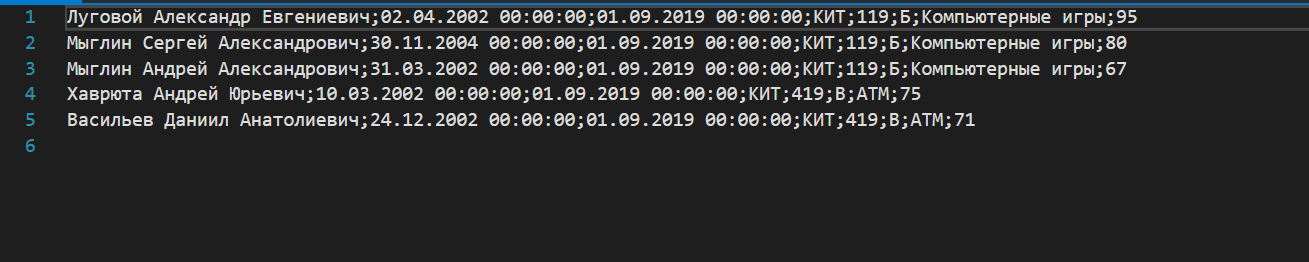 1 Луговой Александр Евгениевич;02.04.2002 00:00:00;01.09.2019 00:00:00;КИТ;119;Б;Компьютерные игры;95
2 Мыглин Сергей Александрович;30.11.2004 00:00:00;01.09.2019 00:00:00;КИТ;119;Б;Компьютерные игры;80
3 Мыглин Андрей Александрович;31.03.2002 00:00:00;01.09.2019 00:00:00;КИТ;119;Б;Компьютерные игры;67
4 Хаврюта Андрей Юрьевич;10.03.2002 00:00:00;01.09.2019 00:00:00;КИТ;419;В;АТМ;75
5 Васильев Даниил Анатолиевич;24.12.2002 00:00:00;01.09.2019 00:00:00;КИТ;419;В;АТМ;71
6